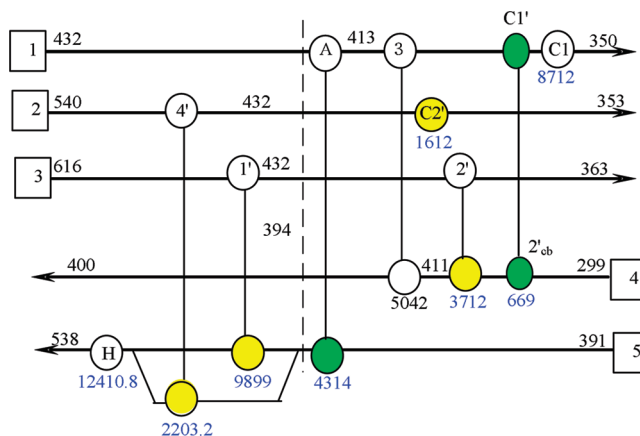 C1'
1 432 A 413 3 C1 350
8712
2 540 4' 432 C2' 353
1612
3 616 1' 432 2' 363
394
2'cb
400 411 299 4
5042 3712 669
538 H 391 5
12410.8 9899 4314
2203.2